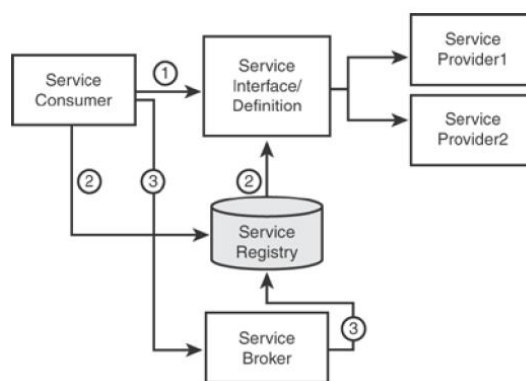 Service
Consumer
1
Service
Interface/
Definition
Service
Provider1
Service
Provider2
2
3
2
Service
Registry
Service
Broker
3